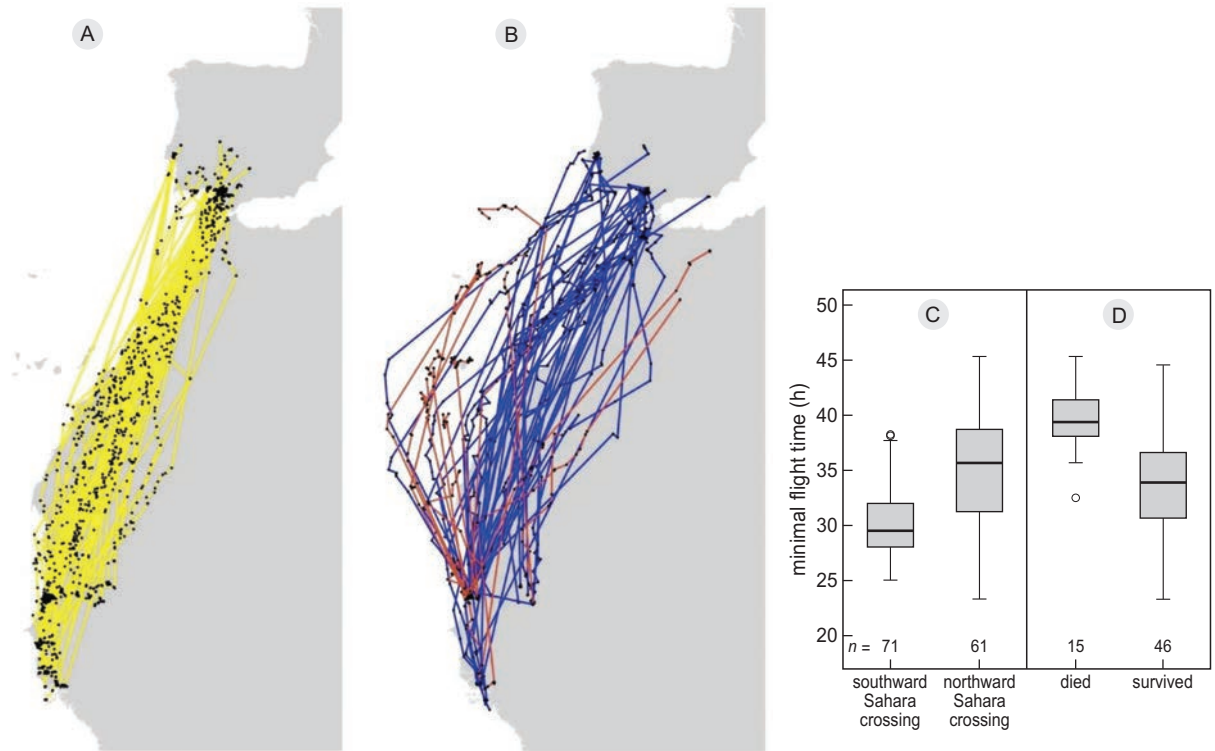 A
B
C
D
minimal flight time (h)
50
45
40
35
30
25
20
n = 71
61
15
46
southward
Sahara
crossing
northward
Sahara
crossing
died
survived